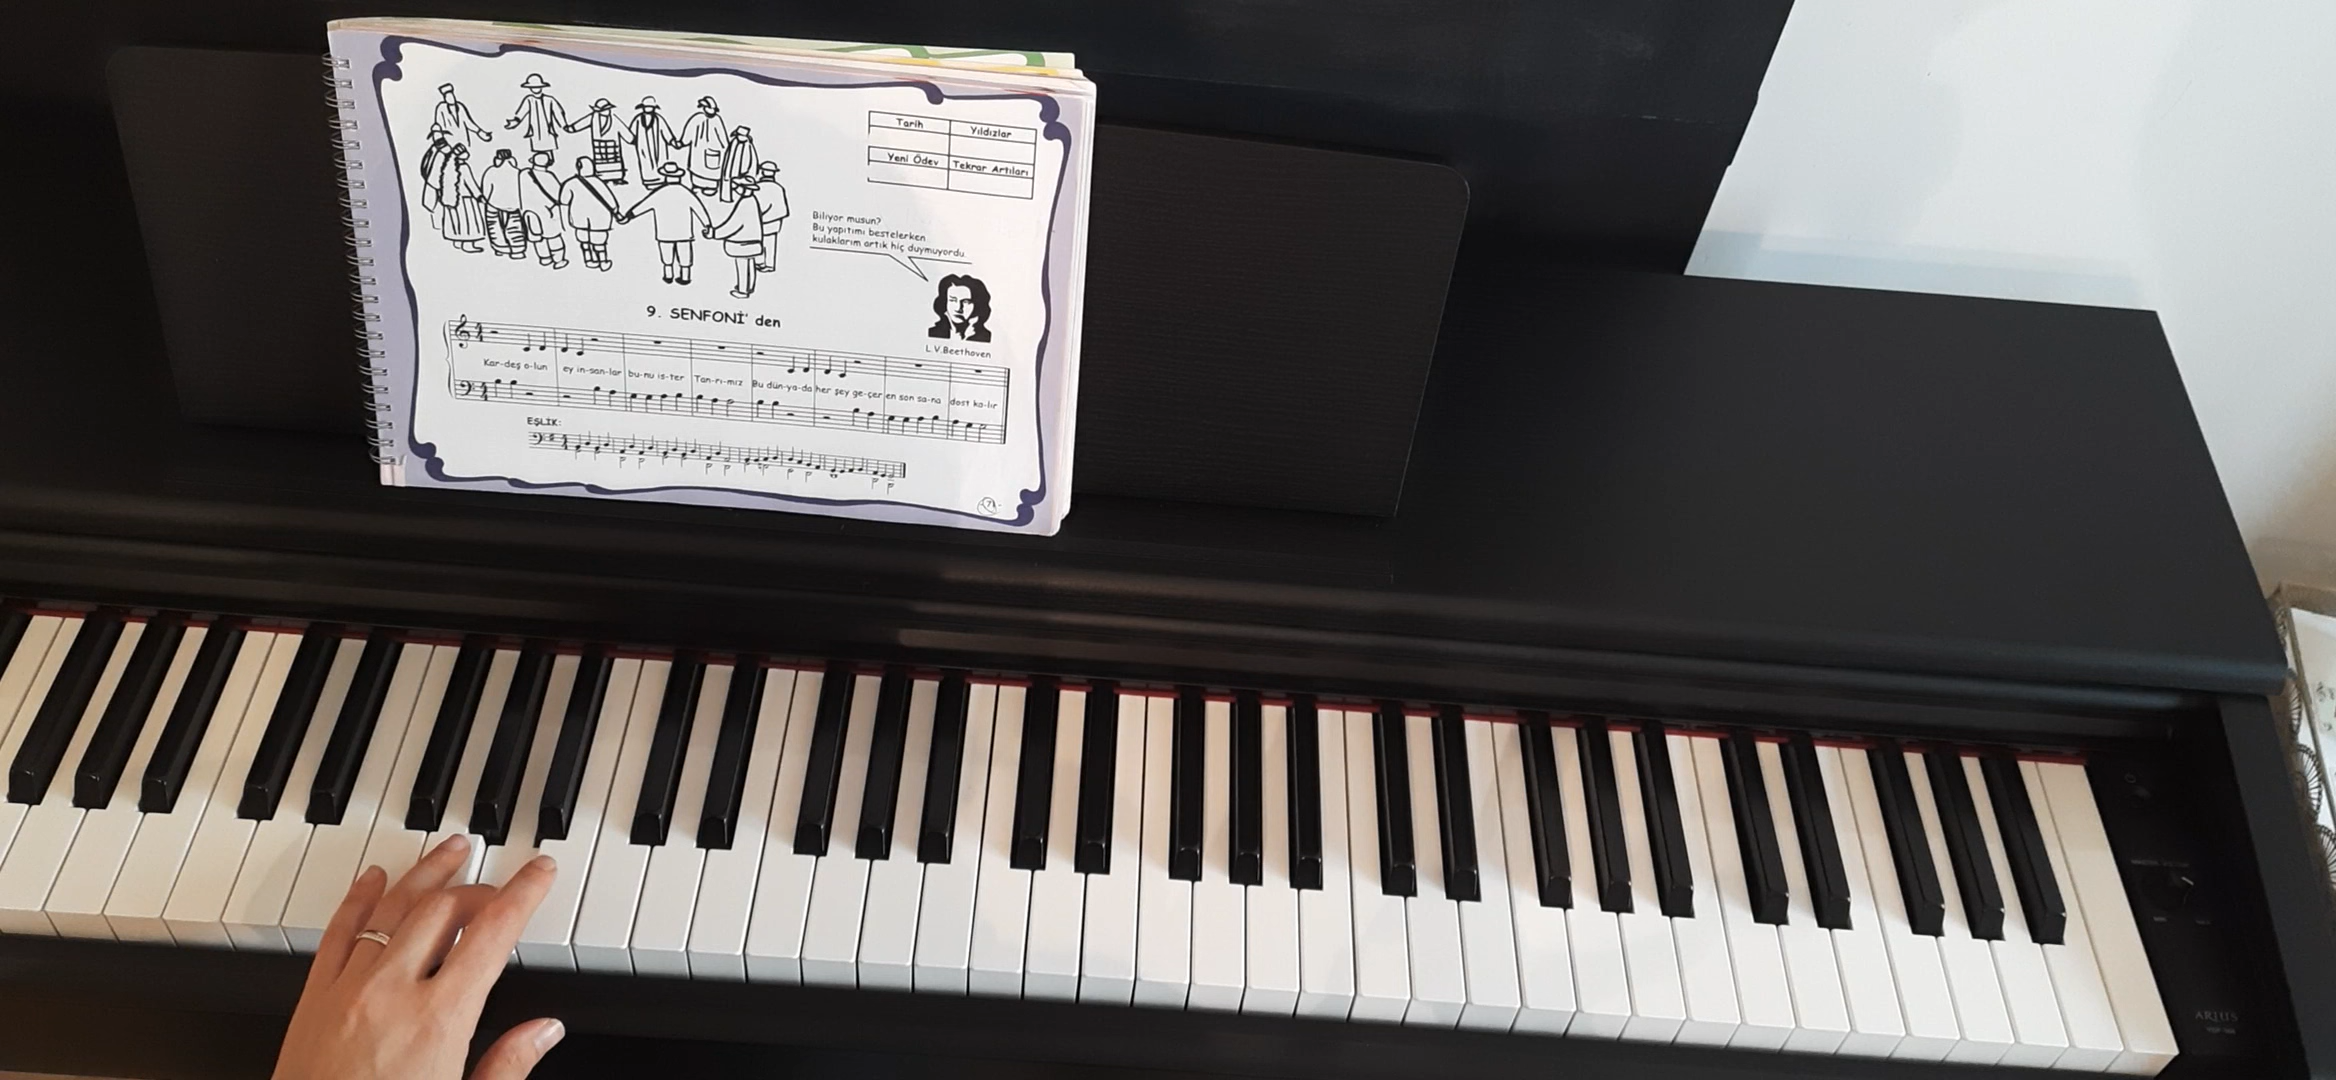 Tarih Yıldızlar
Yeni Ödev Tekrar Artıları
Biliyor musun?
Bu yapıtımı bestelerken
kulaklarım artık hiç duymuyordu.
9. SENFONİ' den
L.V.Beethoven
Kar-deş o-lun ey in-san-lar bu-nu is-ter Tan-rı-mız Bu dün-ya-da her şey ge-çer en son sa-na dost ka-lır
EŞLİK:
ARIUS